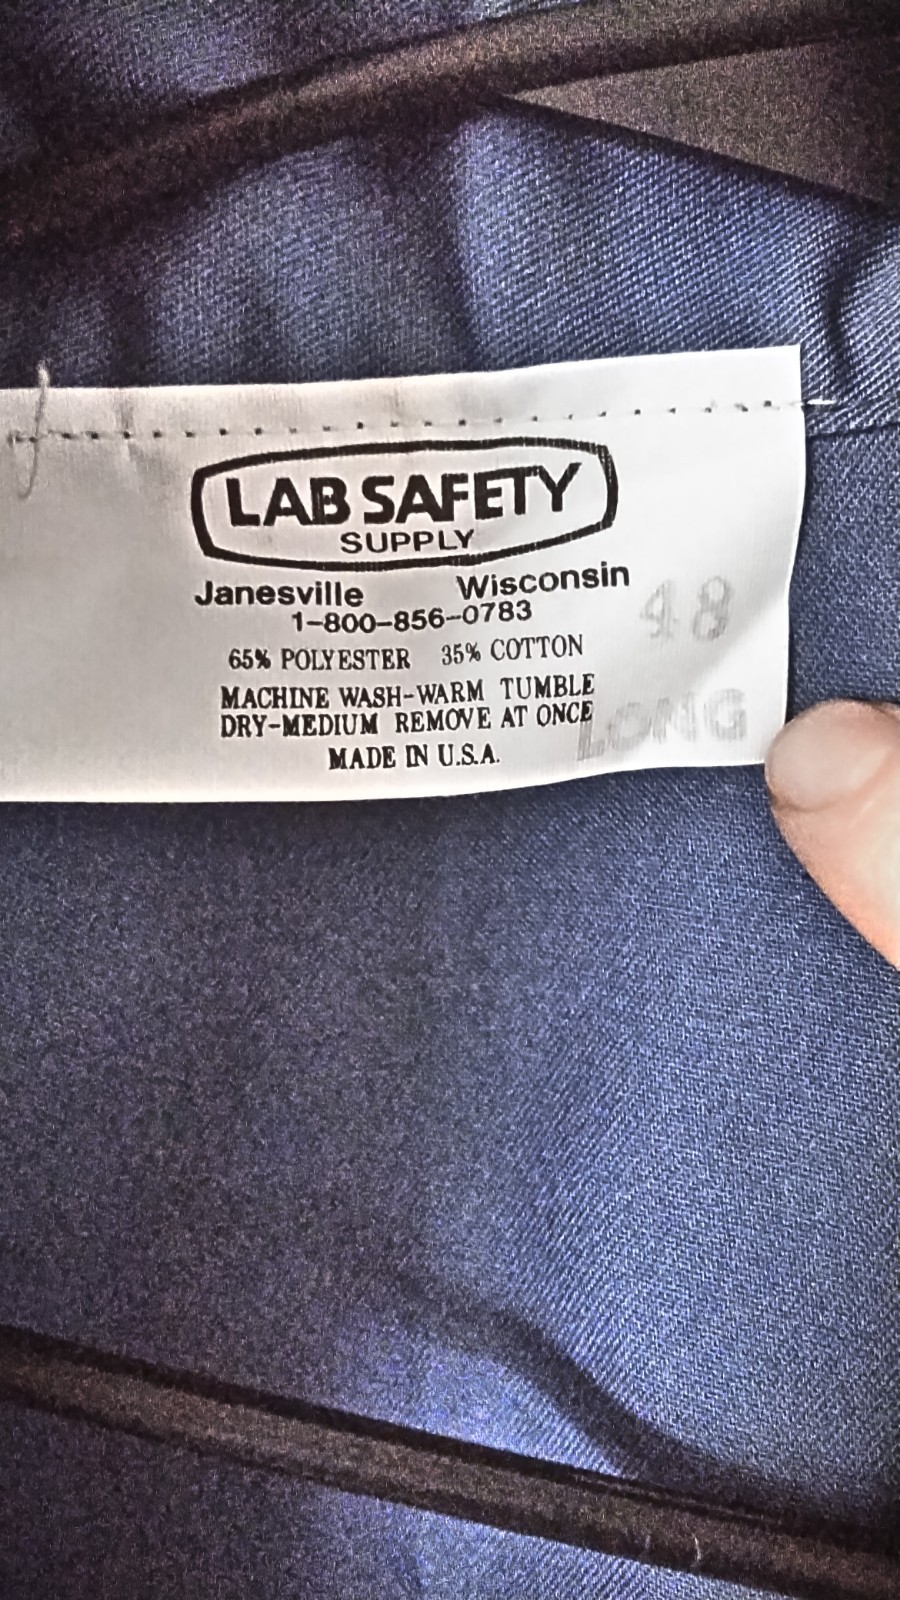 LAB SAFETY
SUPPLY
Janesville Wisconsin
1-800-856-0783
65% POLYESTER 35% COTTON
MACHINE WASH-WARM TUMBLE
DRY-MEDIUM REMOVE AT ONCE
MADE IN U.S.A.
48
LONG